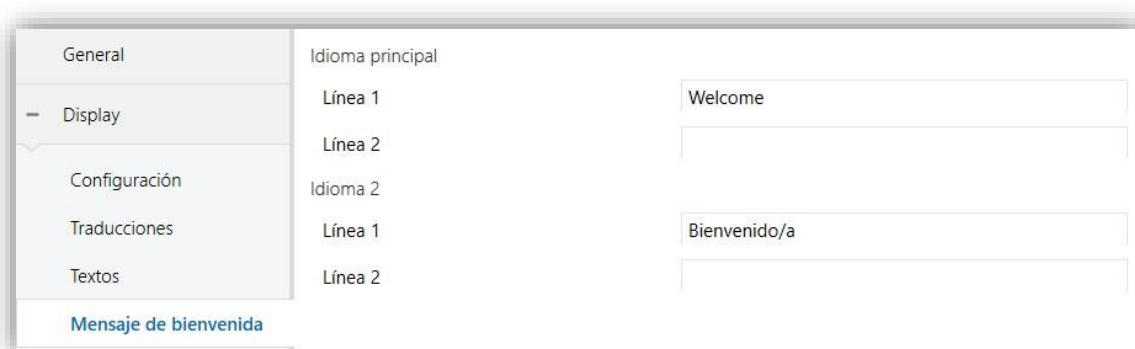 General
Display
Configuración
Traducciones
Textos
Mensaje de bienvenida
Idioma principal
Línea 1 Welcome
Línea 2
Idioma 2
Línea 1 Bienvenido/a
Línea 2